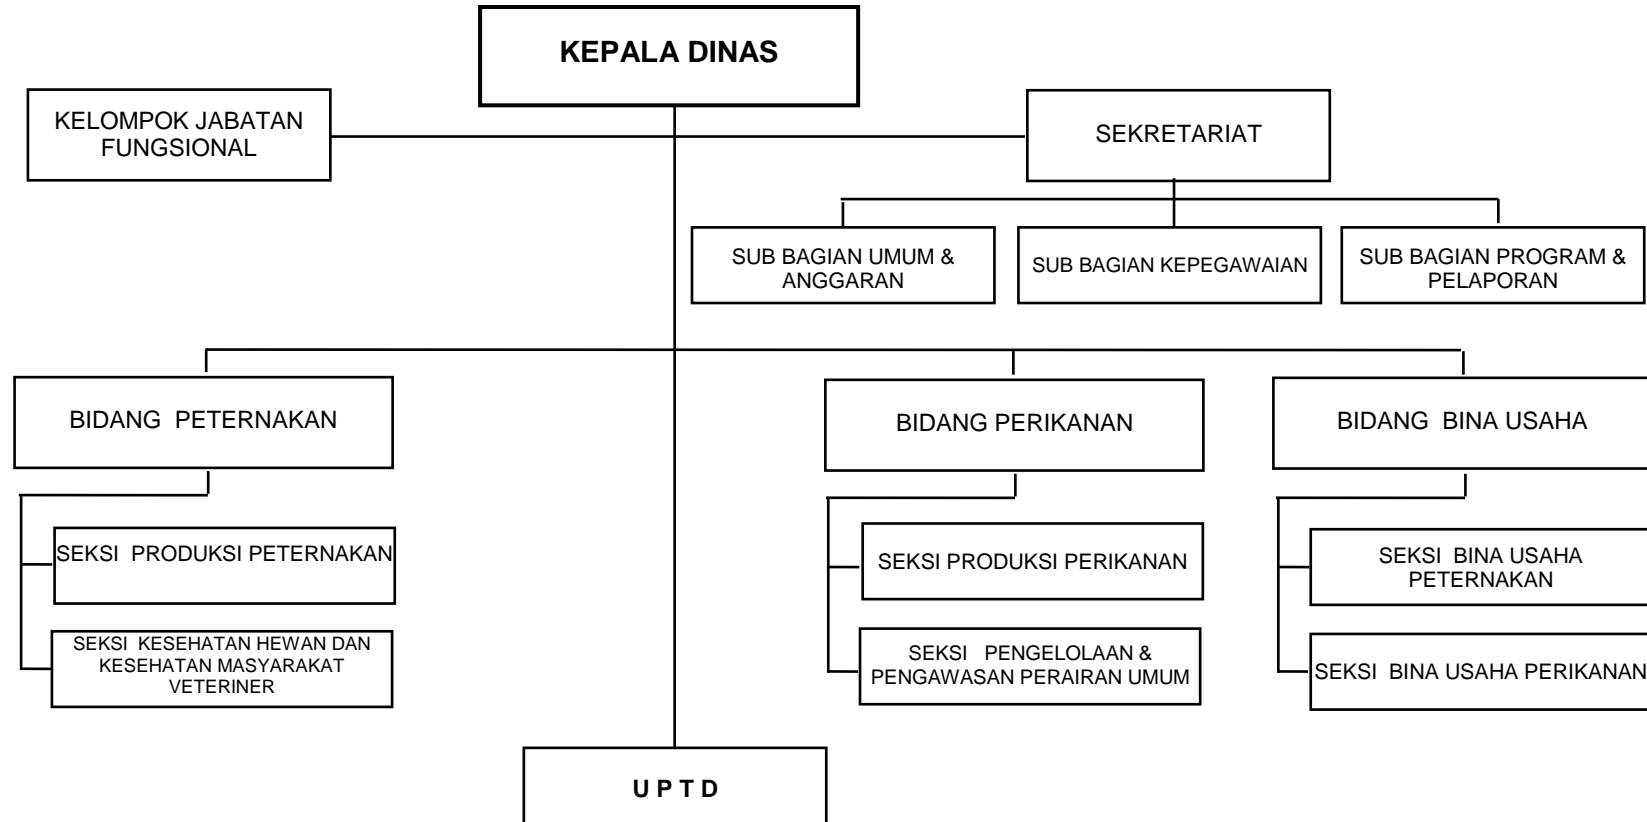 KEPALA DINAS
KELOMPOK JABATAN
FUNGSIONAL
SEKRETARIAT
SUB BAGIAN UMUM &
ANGGARAN
SUB BAGIAN KEPEGAWAIAN
SUB BAGIAN PROGRAM &
PELAPORAN
BIDANG PETERNAKAN
BIDANG PERIKANAN
BIDANG BINA USAHA
SEKSI PRODUKSI PETERNAKAN
SEKSI PRODUKSI PERIKANAN
SEKSI BINA USAHA
PETERNAKAN
SEKSI KESEHATAN HEWAN DAN
KESEHATAN MASYARAKAT
VETERINER
SEKSI PENGELOLAAN &
PENGAWASAN PERAIRAN UMUM
SEKSI BINA USAHA PERIKANAN
U P T D